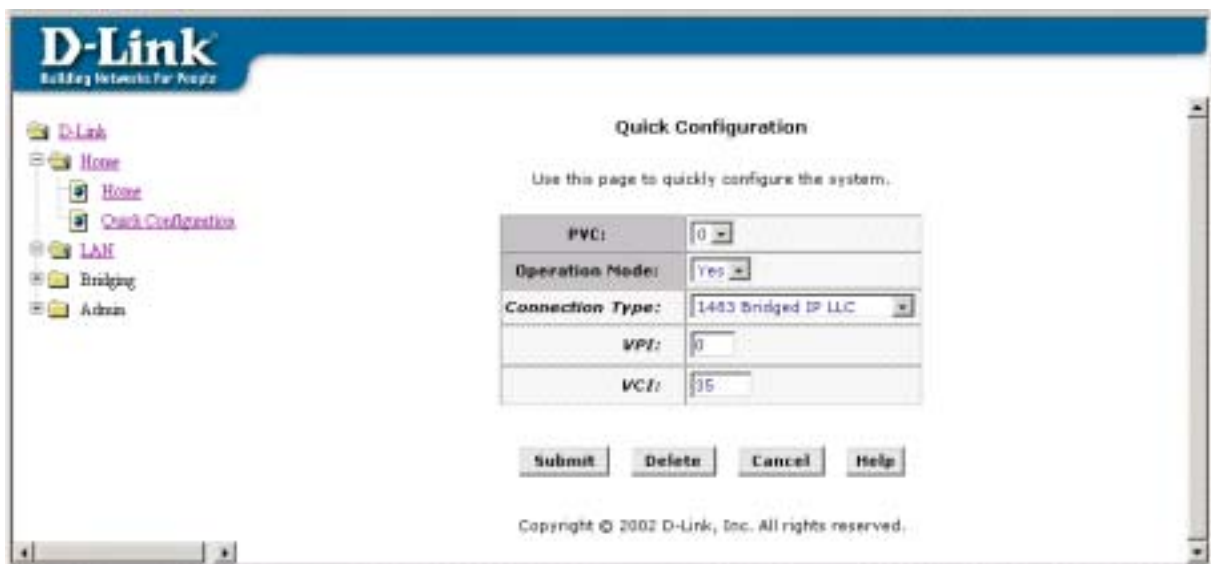 D-Link
Building Networks for People
D-Link
Home
Home
Quick Configuration
LAN
Bridging
Admin
Quick Configuration
Use this page to quickly configure the system.
PVC: 0
Operation Mode: Yes
Connection Type: 1483 Bridged IP LLC
VPI: 0
VCI: 35
Submit Delete Cancel Help
Copyright © 2002 D-Link, Inc. All rights reserved.